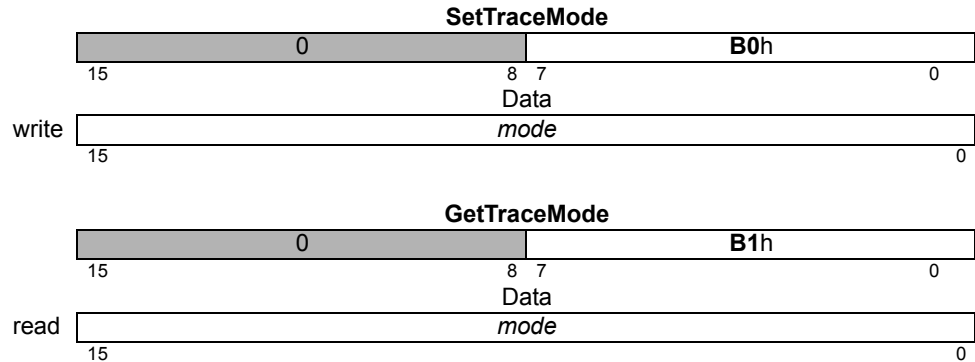 SetTraceMode
0 B0h
15 8 7 0
Data
write mode
15 0
GetTraceMode
0 B1h
15 8 7 0
Data
read mode
15 0